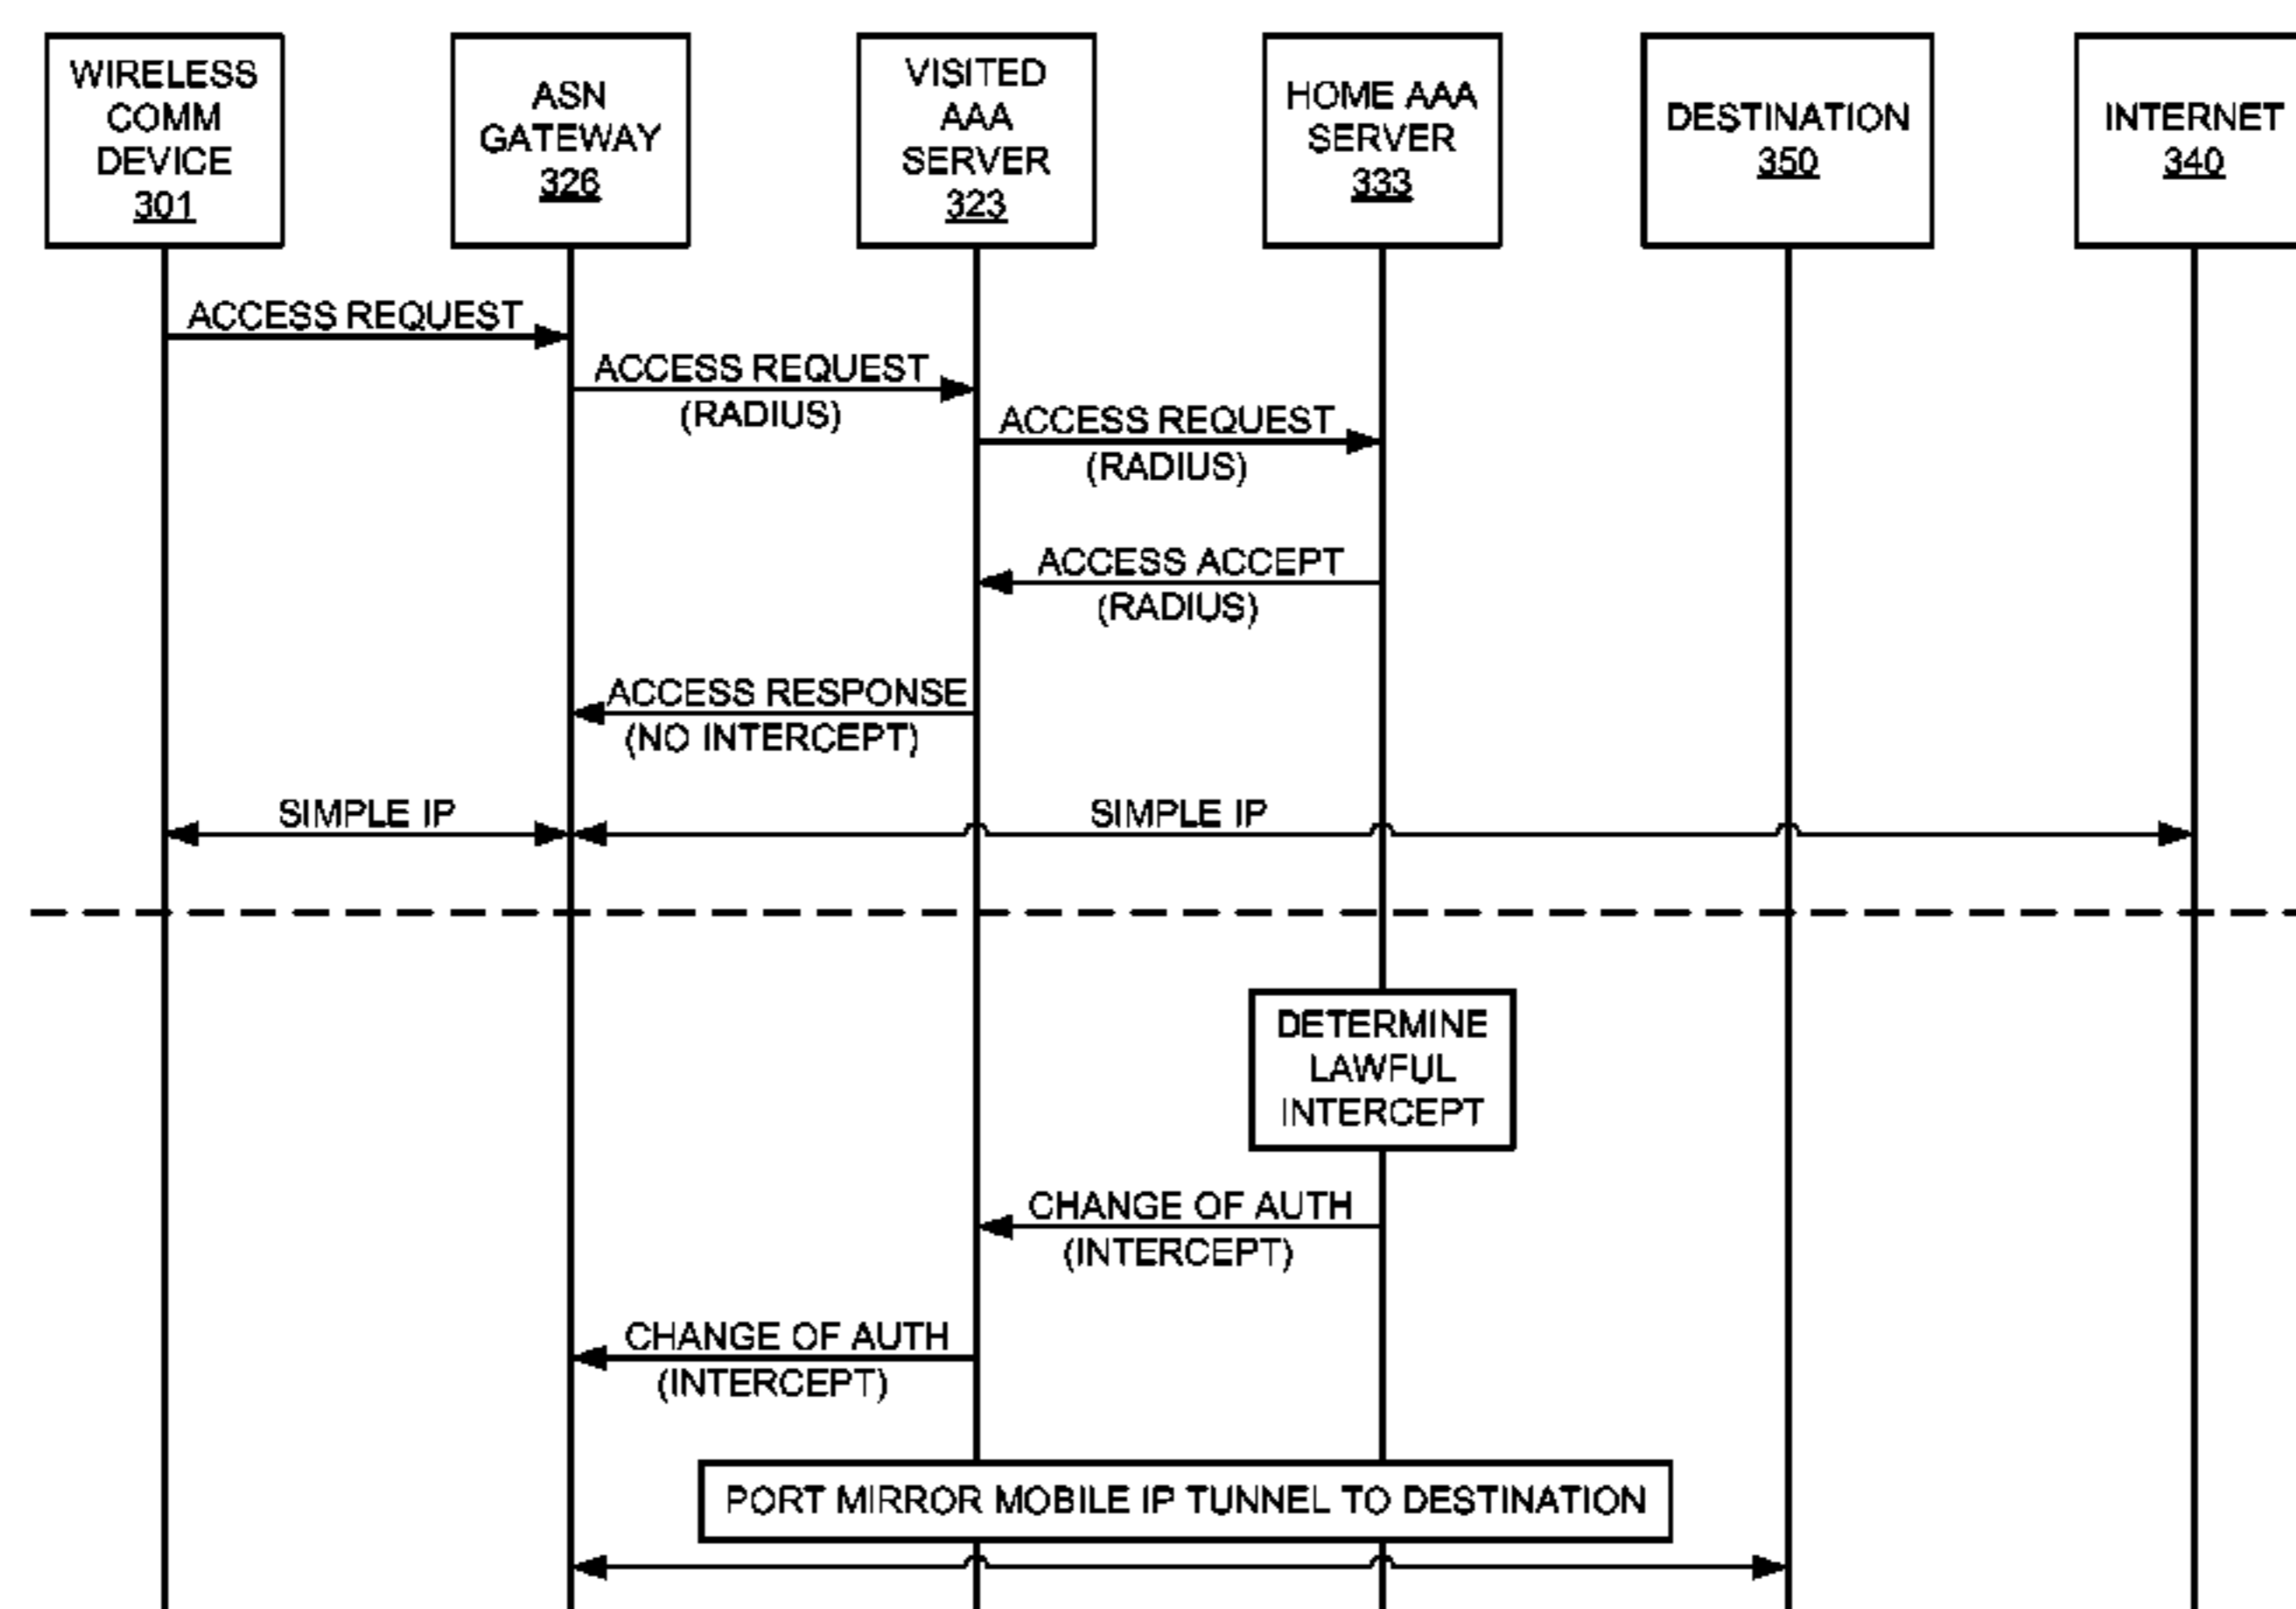 WIRELESS
COMM
DEVICE
301
ASN
GATEWAY
326
VISITED
AAA
SERVER
323
HOME AAA
SERVER
333
DESTINATION
350
INTERNET
340
ACCESS REQUEST
ACCESS REQUEST
(RADIUS)
ACCESS REQUEST
(RADIUS)
ACCESS ACCEPT
(RADIUS)
ACCESS RESPONSE
(NO INTERCEPT)
SIMPLE IP
SIMPLE IP
DETERMINE
LAWFUL
INTERCEPT
CHANGE OF AUTH
(INTERCEPT)
CHANGE OF AUTH
(INTERCEPT)
PORT MIRROR MOBILE IP TUNNEL TO DESTINATION